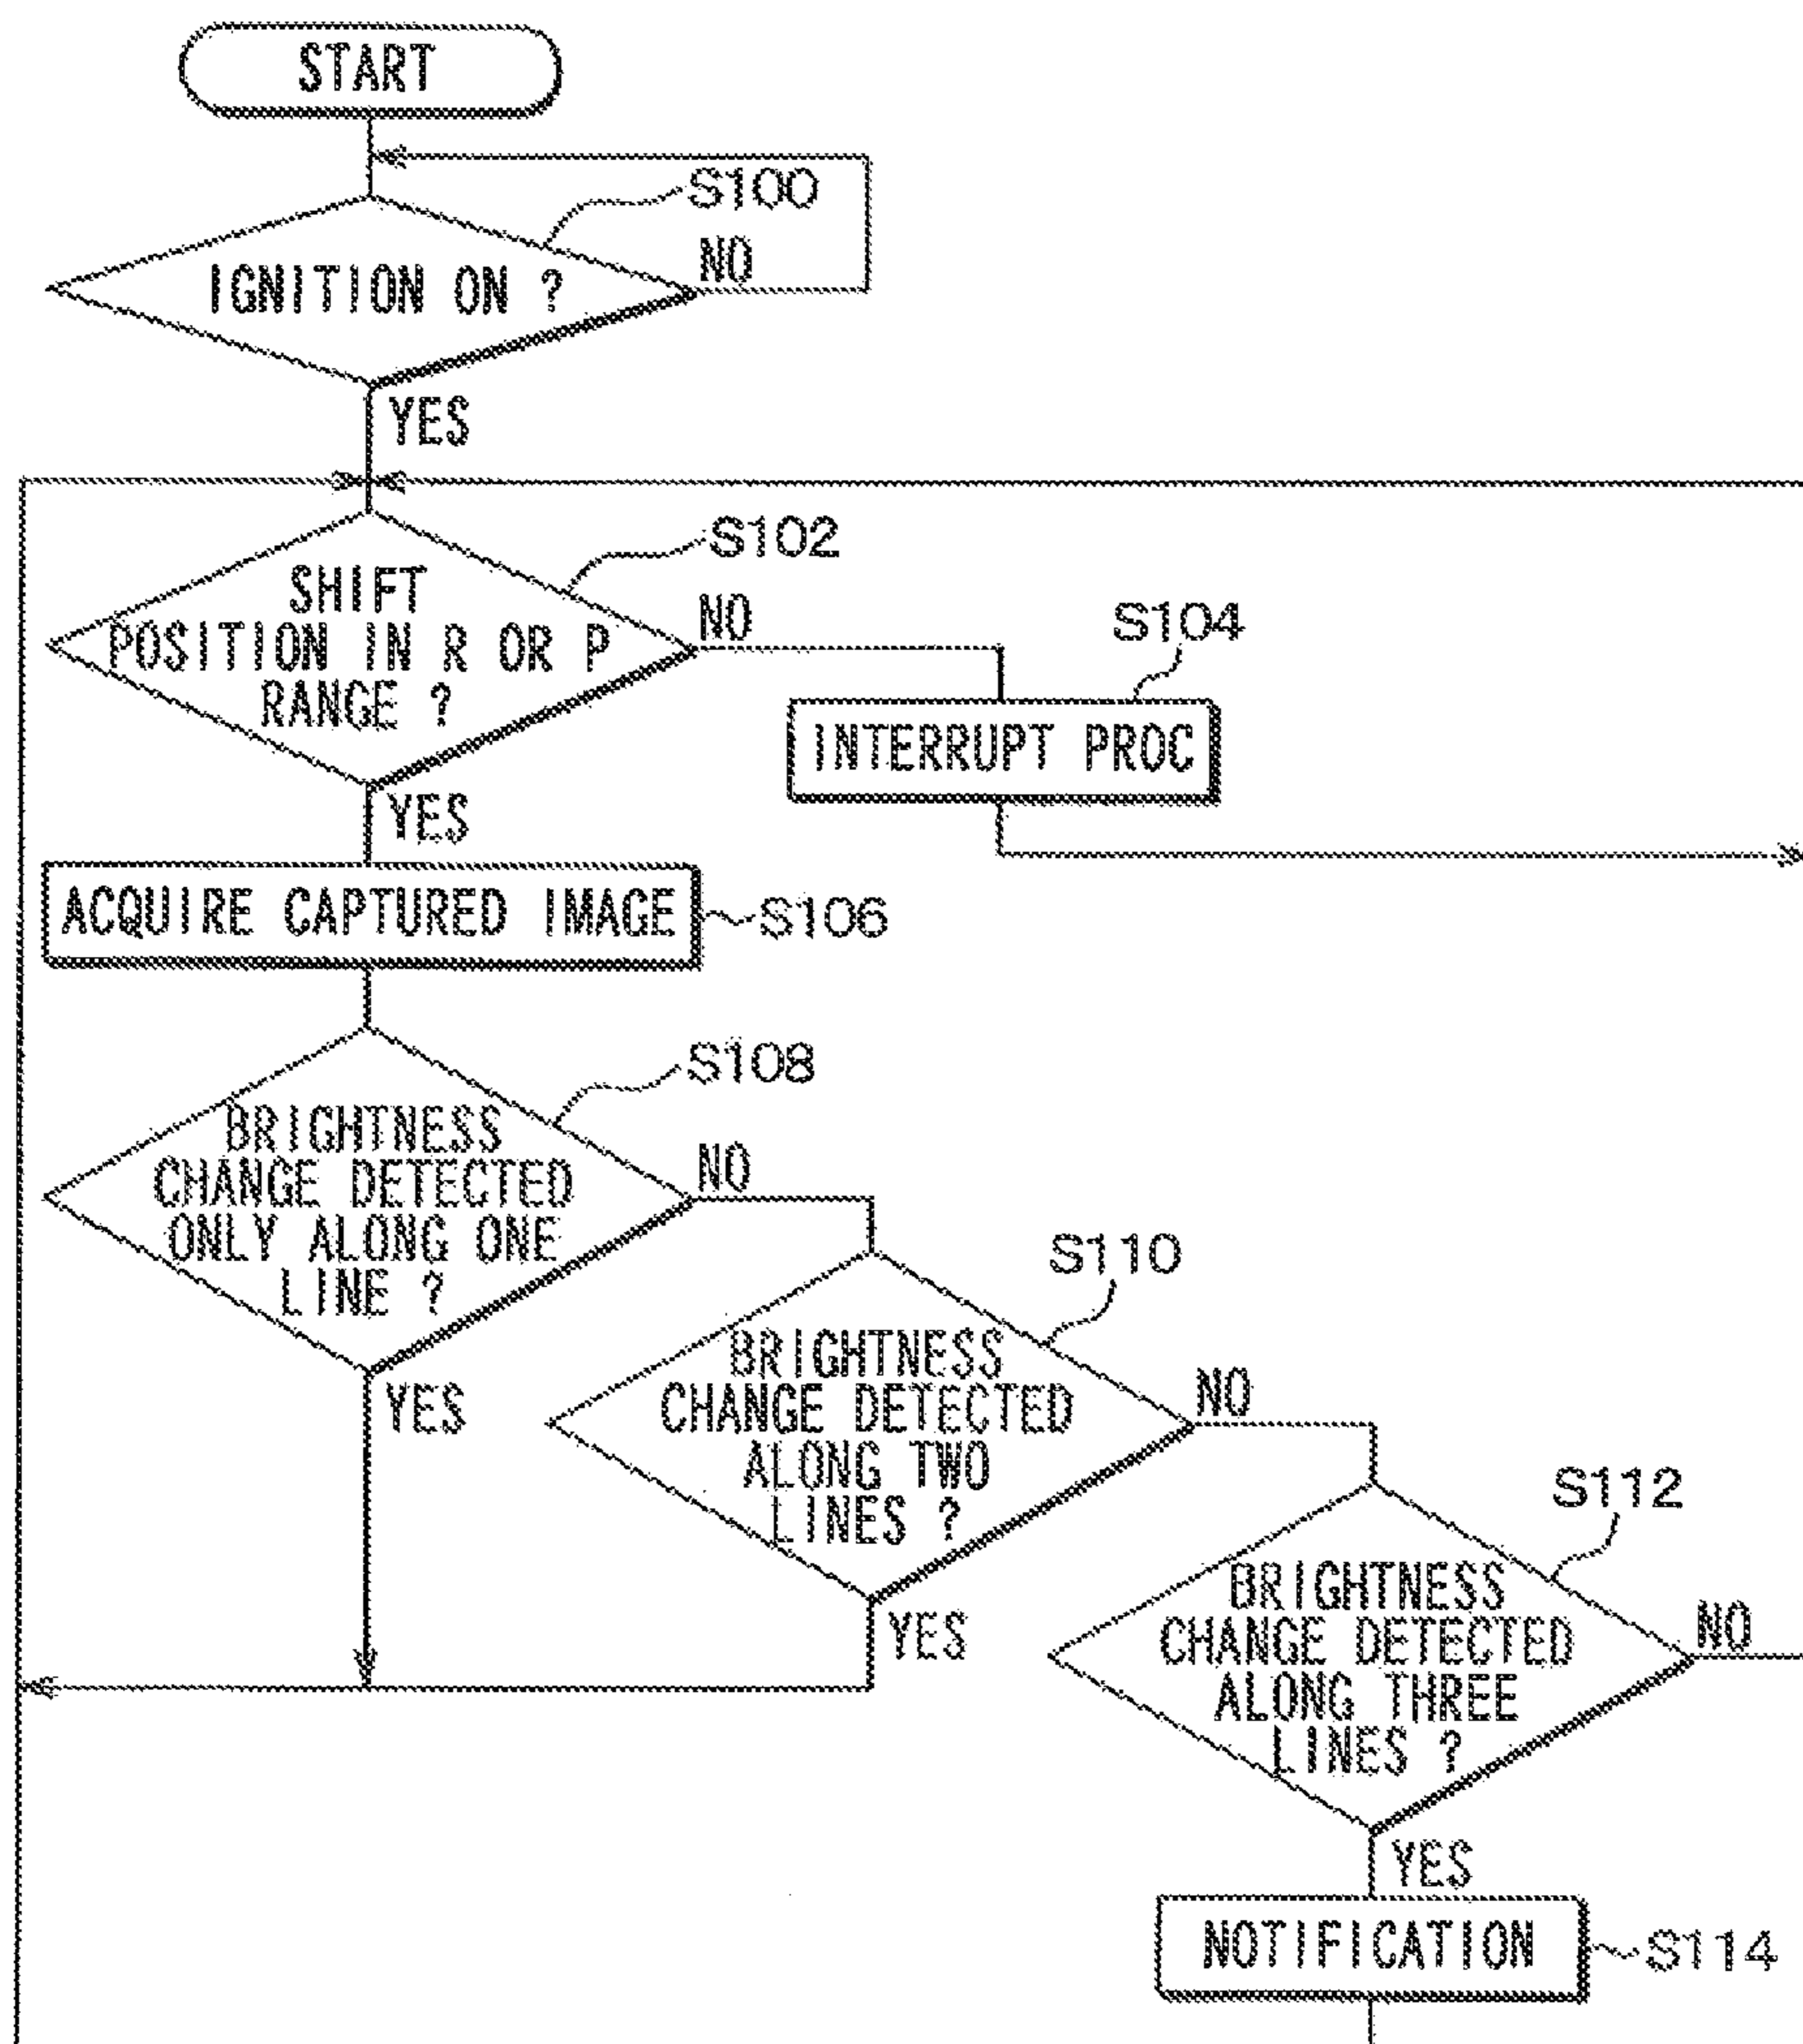 START
S100
IGNITION ON ?
NO
YES
S102
SHIFT
POSITION IN R OR P
RANGE ?
NO
S104
INTERRUPT PROC
YES
ACQUIRE CAPTURED IMAGE
S106
S108
BRIGHTNESS
CHANGE DETECTED
ONLY ALONG ONE
LINE ?
NO
YES
S110
BRIGHTNESS
CHANGE DETECTED
ALONG TWO
LINES ?
NO
YES
S112
BRIGHTNESS
CHANGE DETECTED
ALONG THREE
LINES ?
NO
YES
NOTIFICATION
S114